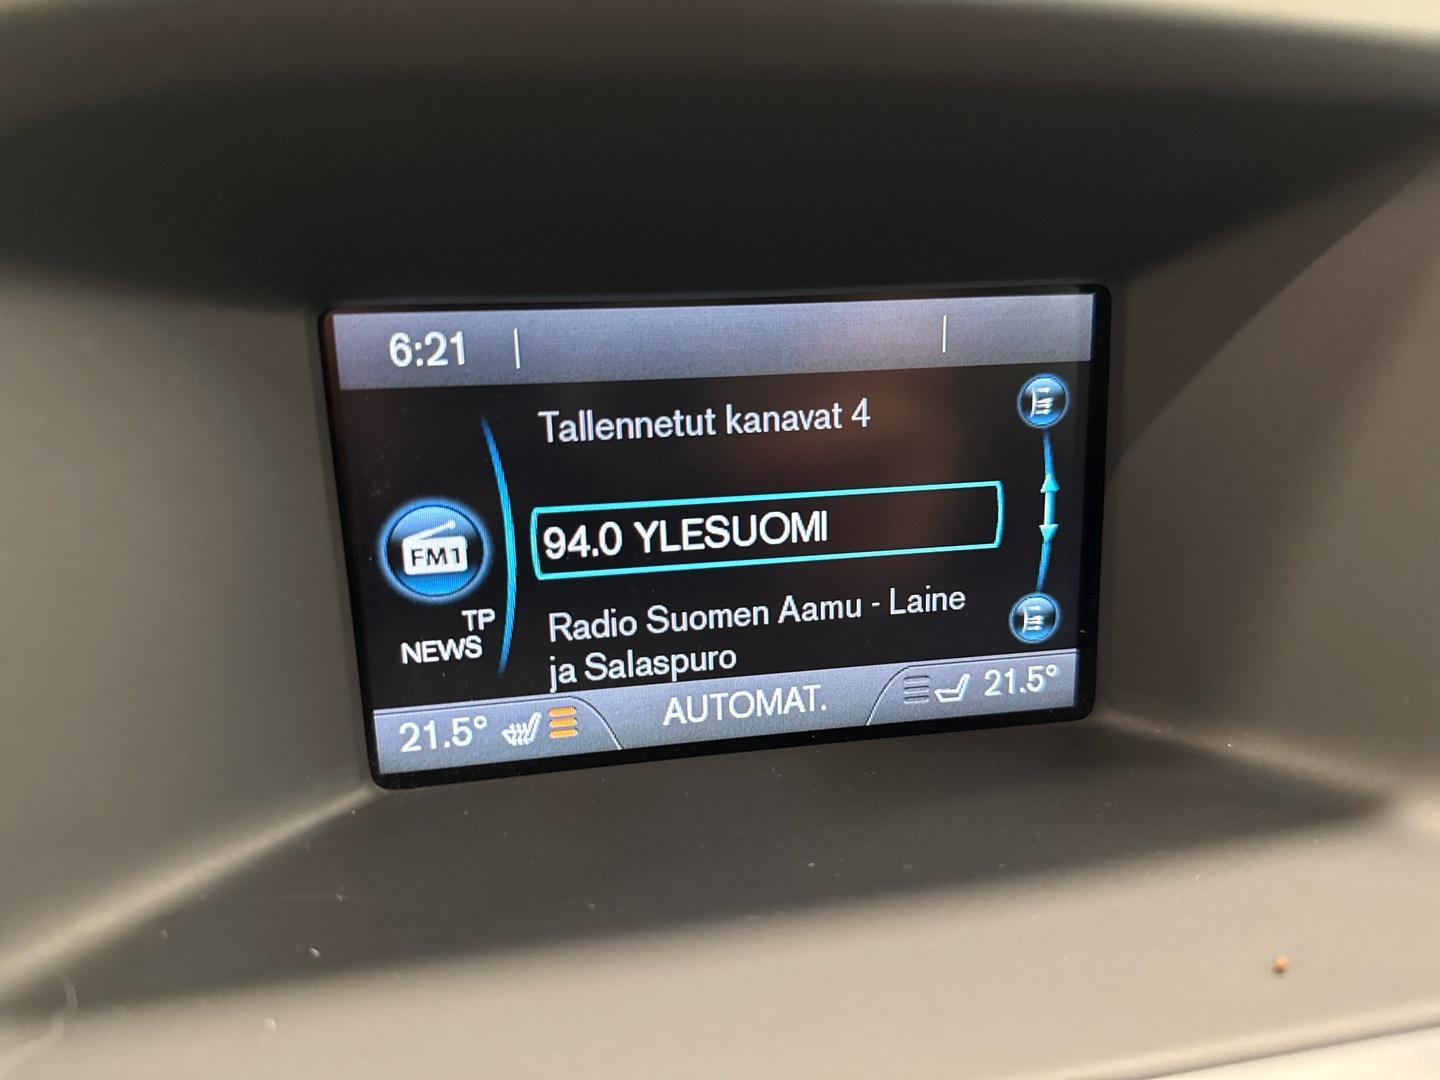 6:21
Tallennetut kanavat 4
94.0 YLESUOMI
FM1
TP
NEWS
Radio Suomen Aamu - Laine
ja Salaspuro
21.5°
AUTOMAT.
21.5°